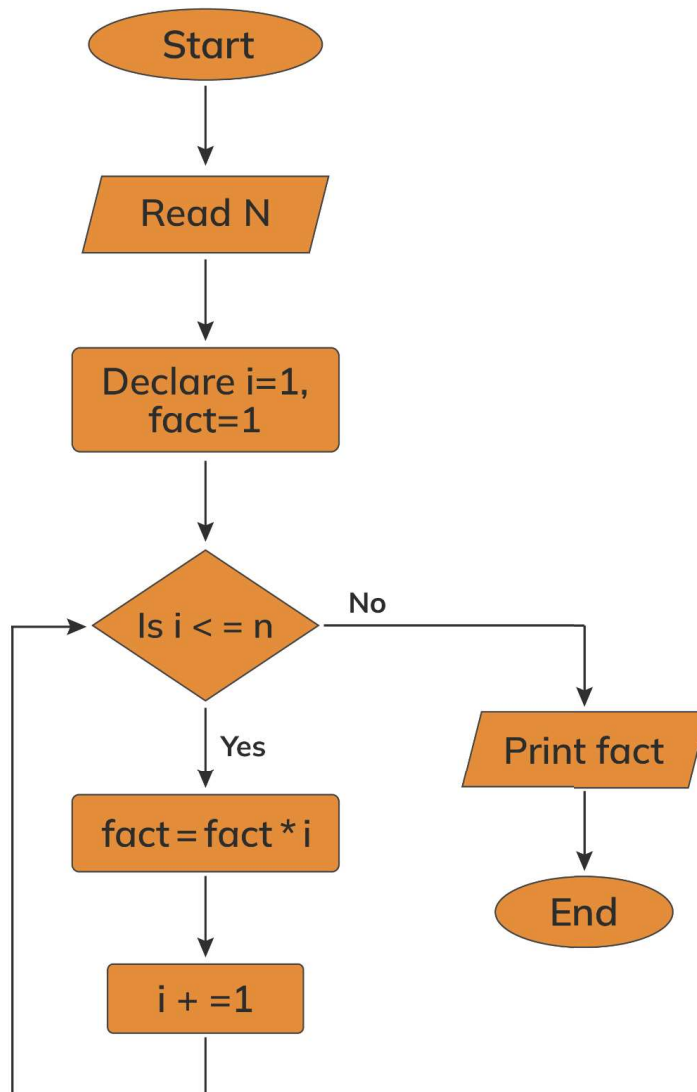 Start
Read N
Declare i=1,
fact=1
Is i < = n
No
Yes
Print fact
fact = fact * i
End
i + =1